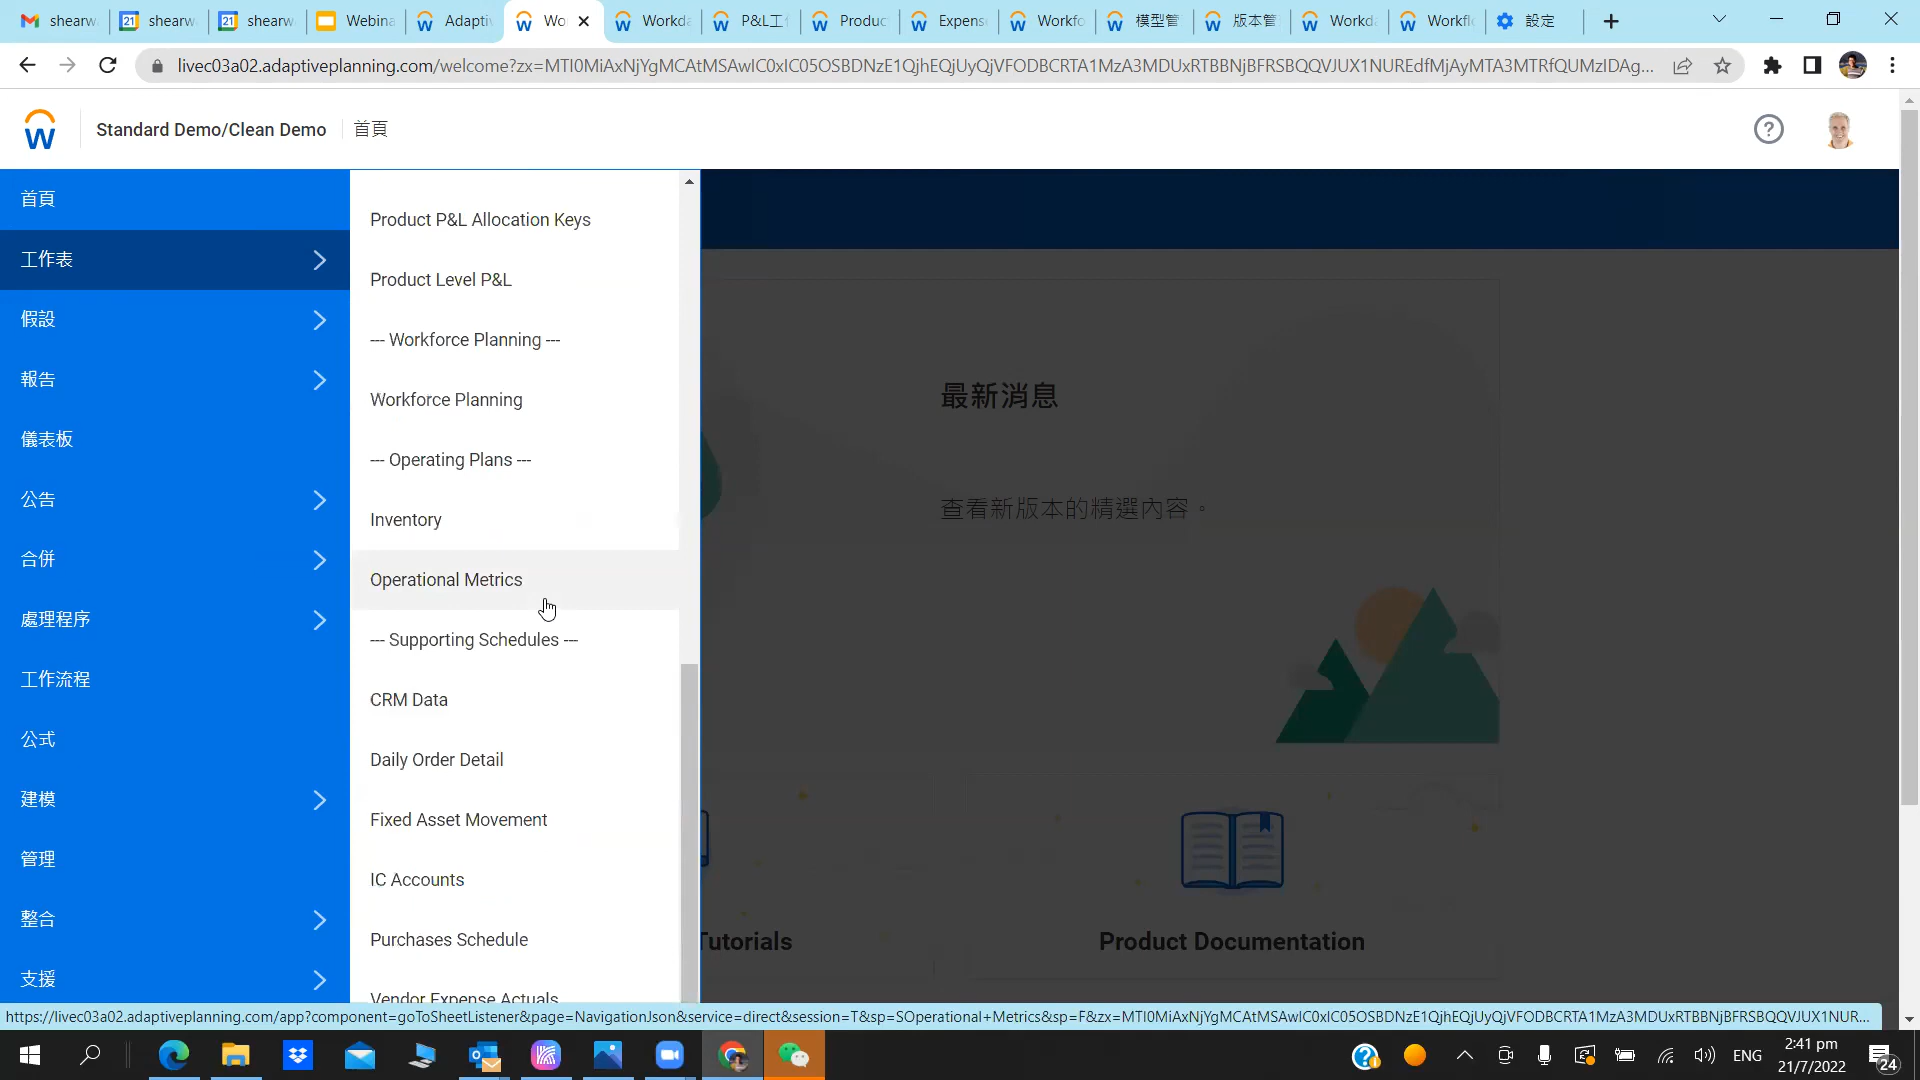 shearw
21 shearw
21 shearw
Webina
Adaptiv
Wo
Workda
P&L工
Produc
Expens
Workfo
模型管
版本管
Workda
Workfl
設定
livec03a02.adaptiveplanning.com/welcome?zx=MTI0MiAxNjYgMCAtMSAwIC0xIC05OSBDNzE1QjhEQjUyQjVFODBCRTA1MzA3MDUxRTBBNjBFRSBQQVJUX1NUREdfMjAyMTA3MTRfQUMzIDAg...
Standard Demo/Clean Demo
首頁
首頁
工作表
假設
報告
儀表板
公告
合併
處理程序
工作流程
公式
建模
管理
整合
支援
Product P&L Allocation Keys
Product Level P&L
--- Workforce Planning ---
Workforce Planning
--- Operating Plans ---
Inventory
Operational Metrics
--- Supporting Schedules ---
CRM Data
Daily Order Detail
Fixed Asset Movement
IC Accounts
Purchases Schedule
Vendor Expense Actuals
最新消息
查看新版本的精選內容。
Tutorials
Product Documentation
https://livec03a02.adaptiveplanning.com/app?component=goToSheetListener&page=NavigationJson&service=direct&session=T&sp=SOperational+Metrics&sp=F&zx=MTI0MiAxNjYgMCAtMSAwIC0xIC05OSBDNzE1QjhEQjUyQjVFODBCRTA1MzA3MDUxRTBBNjBFRSBQQVJUX1NUR...
ENG
2:41 pm
21/7/2022
24